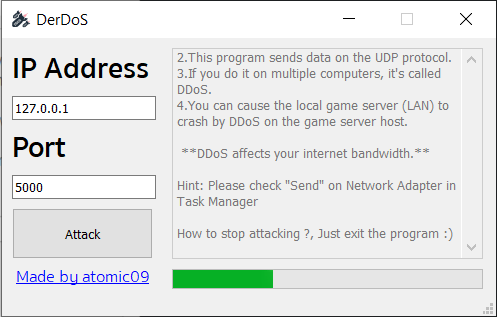 DerDoS
IP Address
127.0.0.1
Port
5000
Attack
Made by atomic09
2.This program sends data on the UDP protocol.
3.If you do it on multiple computers, it's called
DDoS.
4.You can cause the local game server (LAN) to
crash by DDoS on the game server host.
**DDoS affects your internet bandwidth.**
Hint: Please check "Send" on Network Adapter in
Task Manager
How to stop attacking ?, Just exit the program :)